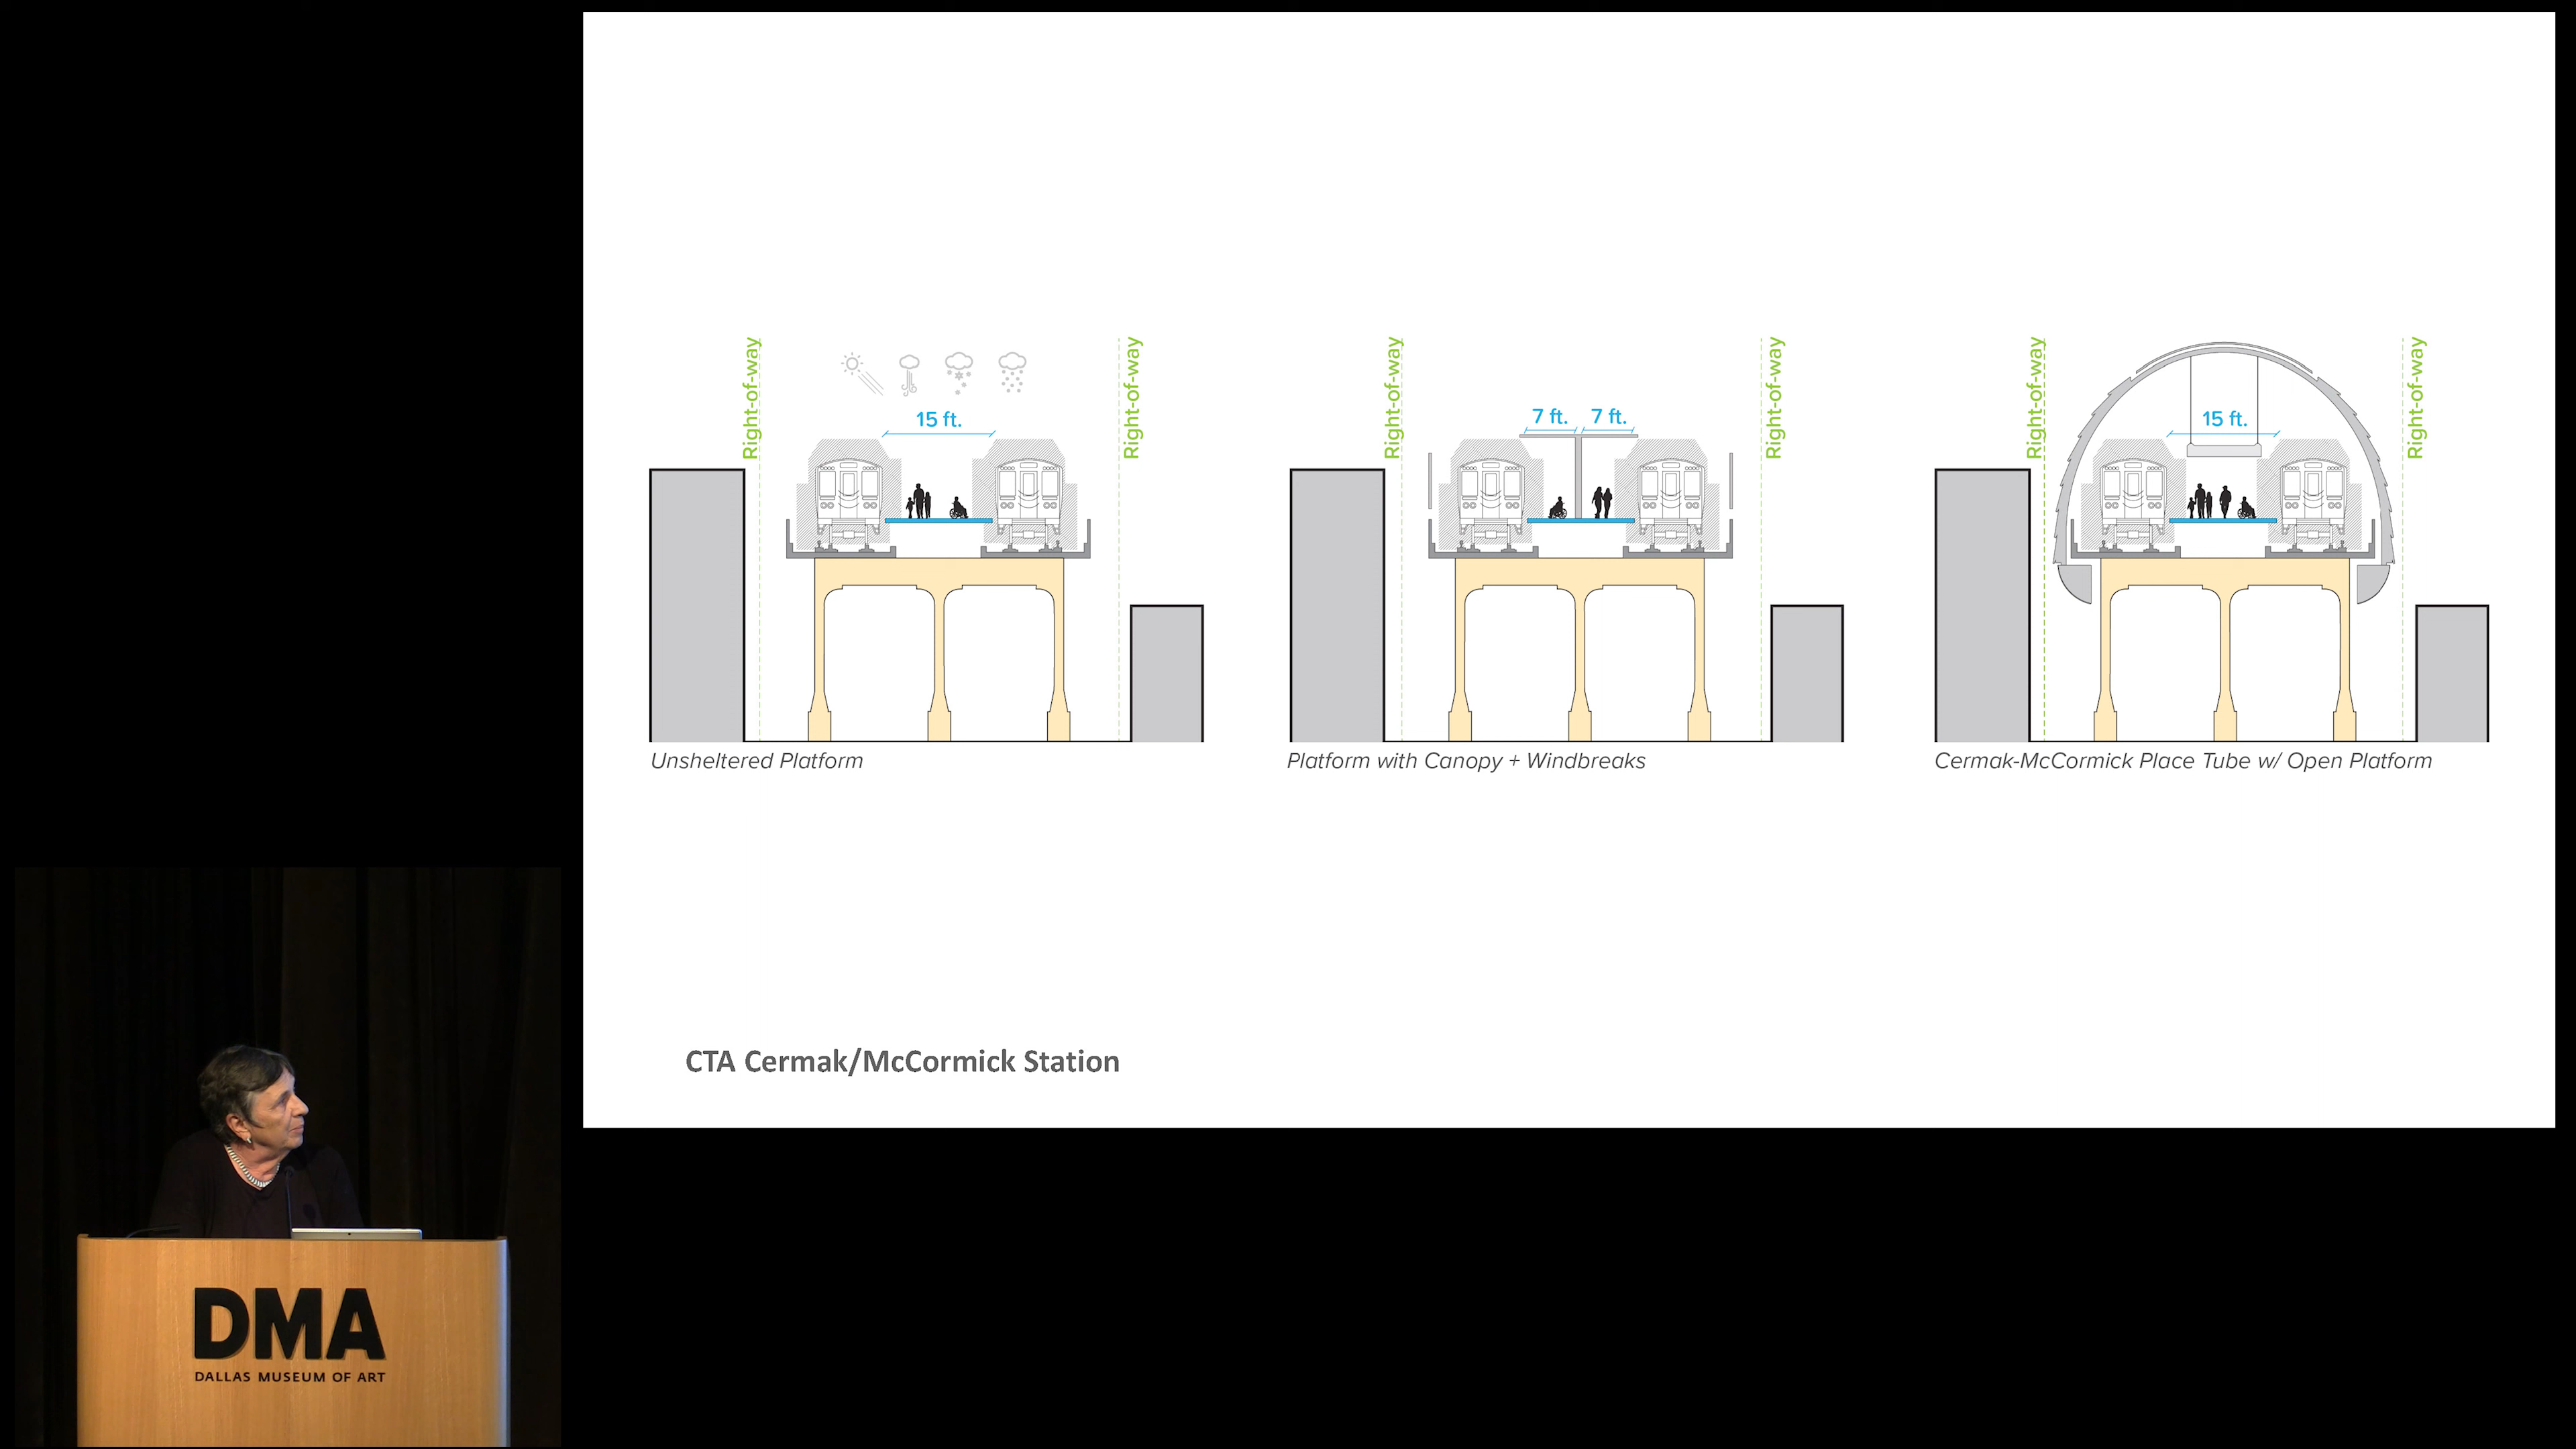 Right-of-way
15 ft.
Right-of-way
Unsheltered Platform
Right-of-way
7 ft. 7 ft.
Right-of-way
Platform with Canopy + Windbreaks
Right-of-way
15 ft.
Right-of-way
Cermak-McCormick Place Tube w/ Open Platform
CTA Cermak/McCormick Station
DMA
DALLAS MUSEUM OF ART